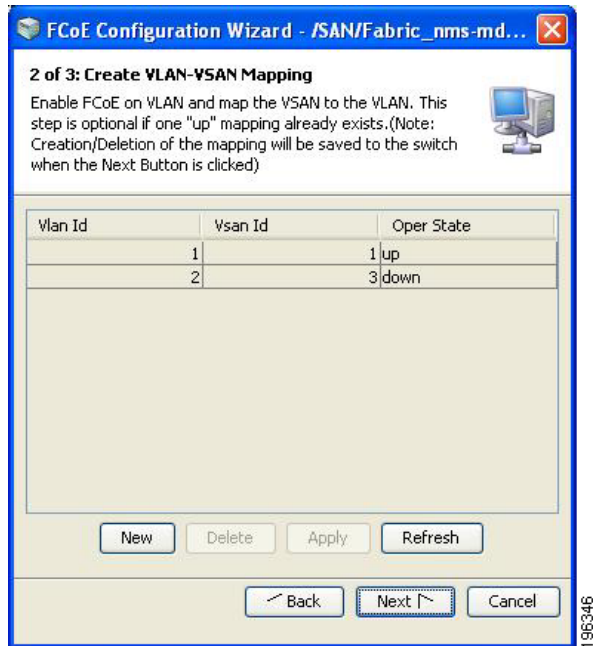 FCoE Configuration Wizard - /SAN/Fabric_nms-md...
2 of 3: Create VLAN-VSAN Mapping
Enable FCoE on VLAN and map the VSAN to the VLAN. This
step is optional if one "up" mapping already exists.(Note:
Creation/Deletion of the mapping will be saved to the switch
when the Next Button is clicked)
Vlan Id Vsan Id Oper State
1 1 up
2 3 down
New Delete Apply Refresh
Back Next Cancel
196346